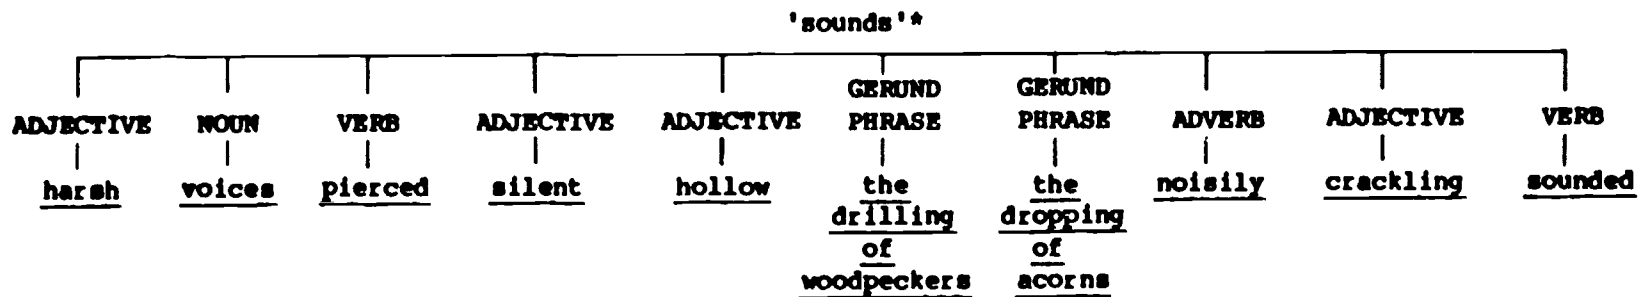 'sounds'*
GERUND GERUND
ADJECTIVE NOUN VERB ADJECTIVE ADJECTIVE PHRASE PHRASE ADVERB ADJECTIVE VERB
harsh voices pierced silent hollow the the noisily crackling sounded
drilling dropping
of of
woodpeckers acorns